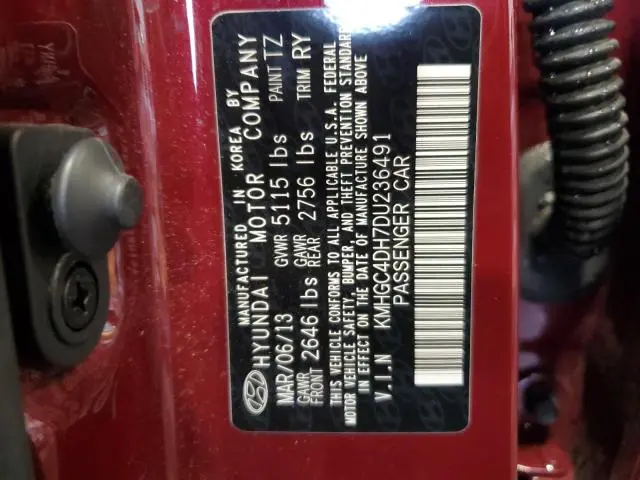 MANUFACTURED IN KOREA BY
HYUNDAI MOTOR COMPANY
MAR/06/13 GVWR 5115 lbs PAINT TZ
GAWR FRONT 2646 lbs GAWR REAR 2756 lbs TRIM RY
THIS VEHICLE CONFORMS TO ALL APPLICABLE U.S.A. FEDERAL
MOTOR VEHICLE SAFETY, BUMPER, AND THEFT PREVENTION STANDARDS
IN EFFECT ON THE DATE OF MANUFACTURE SHOWN ABOVE
V.I.N KMHGC4DH7DU236491
PASSENGER CAR